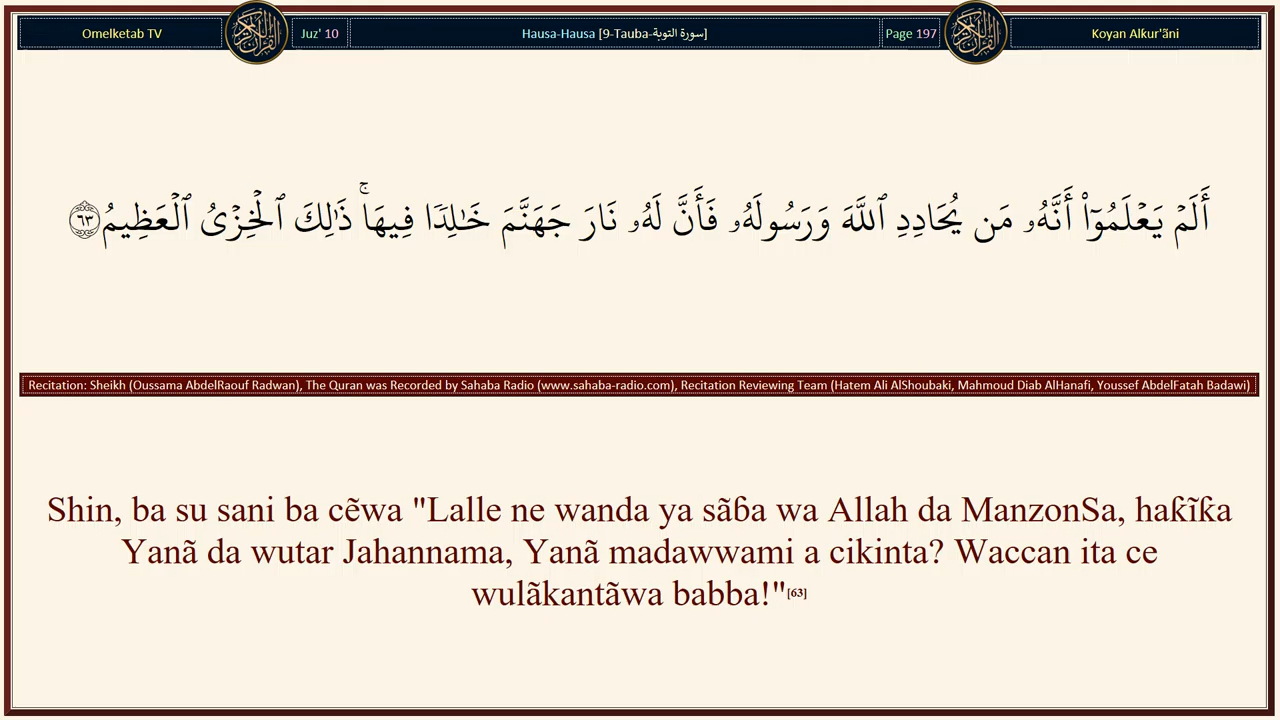 Omelketab TV
Juz' 10
Hausa-Hausa [9-Tauba-سورة التوبة]
Page 197
Koyan Alƙur'ãni
أَلَمۡ يَعۡلَمُوٓاْ أَنَّهُۥ مَن يُحَادِدِ ٱللَّهَ وَرَسُولَهُۥ فَأَنَّ لَهُۥ نَارَ جَهَنَّمَ خَٰلِدٗا فِيهَاۚ ذَٰلِكَ ٱلۡخِزۡيُ ٱلۡعَظِيمُ ٦٣
Recitation: Sheikh (Oussama AbdelRaouf Radwan), The Quran was Recorded by Sahaba Radio (www.sahaba-radio.com), Recitation Reviewing Team (Hatem Ali AlShoubaki, Mahmoud Diab AlHanafi, Youssef AbdelFatah Badawi)
Shin, ba su sani ba cẽwa "Lalle ne wanda ya sãɓa wa Allah da ManzonSa, haƙĩƙa
Yanã da wutar Jahannama, Yanã madawwami a cikinta? Waccan ita ce
wulãkantãwa babba!"[63]